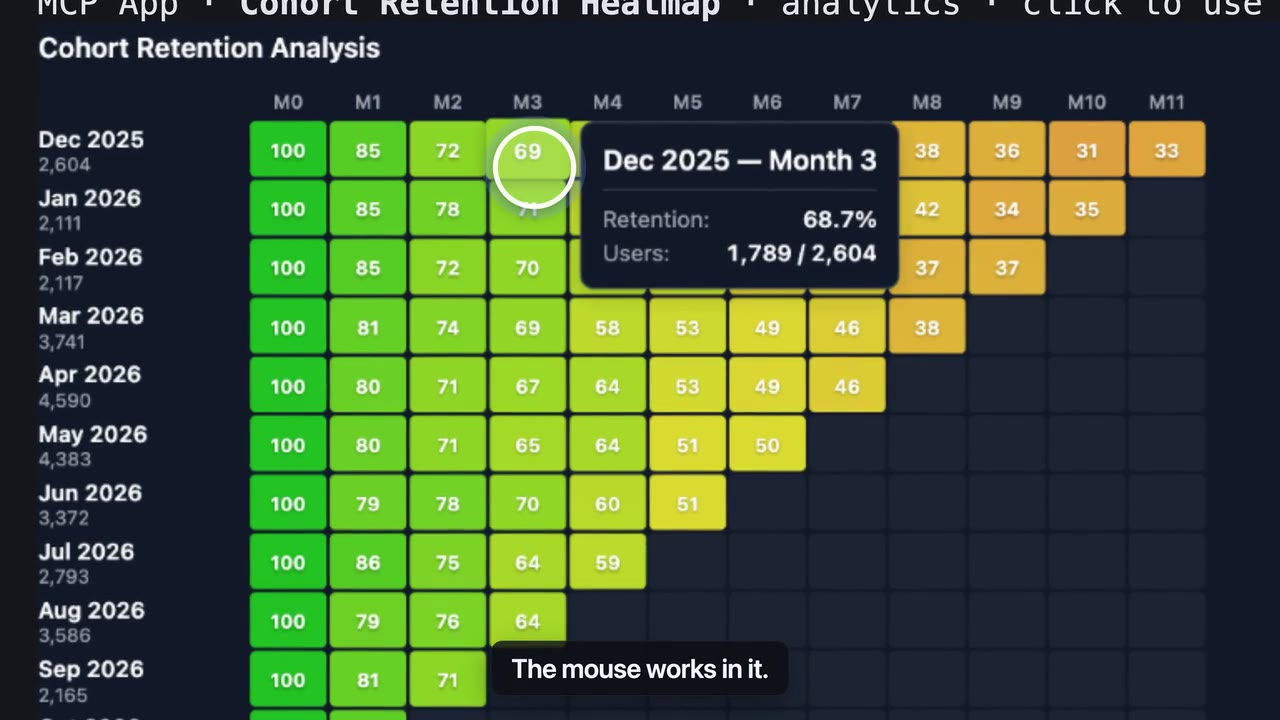 MCP App · Cohort Retention Heatmap · analytics · click to use
Cohort Retention Analysis
M0 M1 M2 M3 M4 M5 M6 M7 M8 M9 M10 M11
Dec 2025 100 85 72 69 38 36 31 33
2,604
Jan 2026 100 85 78 71 42 34 35
2,111
Feb 2026 100 85 72 70 37 37
2,117
Mar 2026 100 81 74 69 58 53 49 46 38
3,741
Apr 2026 100 80 71 67 64 53 49 46
4,590
May 2026 100 80 71 65 64 51 50
4,383
Jun 2026 100 79 78 70 60 51
3,372
Jul 2026 100 86 75 64 59
2,793
Aug 2026 100 79 76 64
3,586
Sep 2026 100 81 71
2,165
Dec 2025 — Month 3
Retention: 68.7%
Users: 1,789 / 2,604
The mouse works in it.